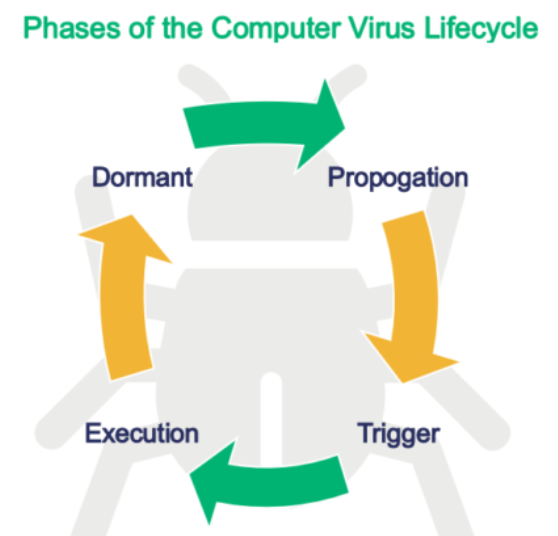 Phases of the Computer Virus Lifecycle
Dormant
Propogation
Execution
Trigger